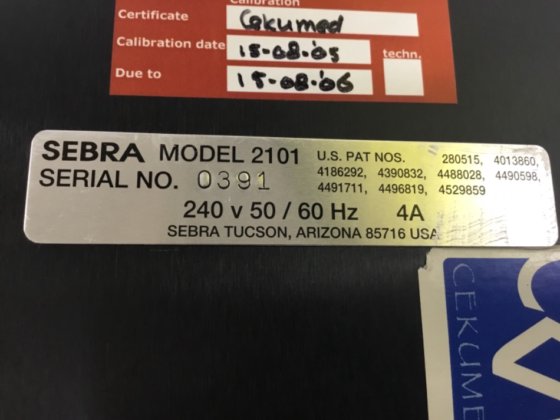 Calibration
Certificate Cekumed
Calibration date 15-08-'05 techn.
Due to 15-08-'06
SEBRA MODEL 2101 U.S. PAT NOS. 280515, 4013860,
4186292, 4390832, 4488028, 4490598,
4491711, 4496819, 4529859
SERIAL NO. 0391
240 v 50 / 60 Hz 4A
SEBRA TUCSON, ARIZONA 85716 USA
CEKUME